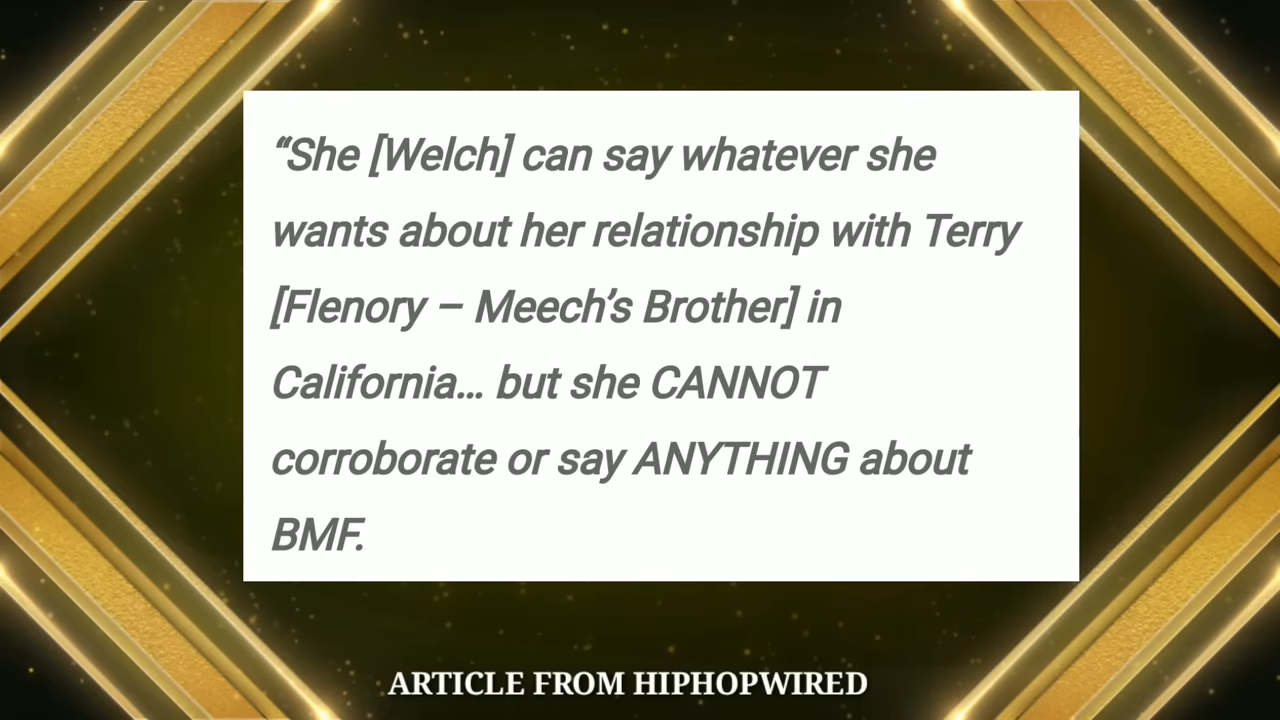 “She [Welch] can say whatever she
wants about her relationship with Terry
[Flenory – Meech’s Brother] in
California… but she CANNOT
corroborate or say ANYTHING about
BMF.
ARTICLE FROM HIPHOPWIRED